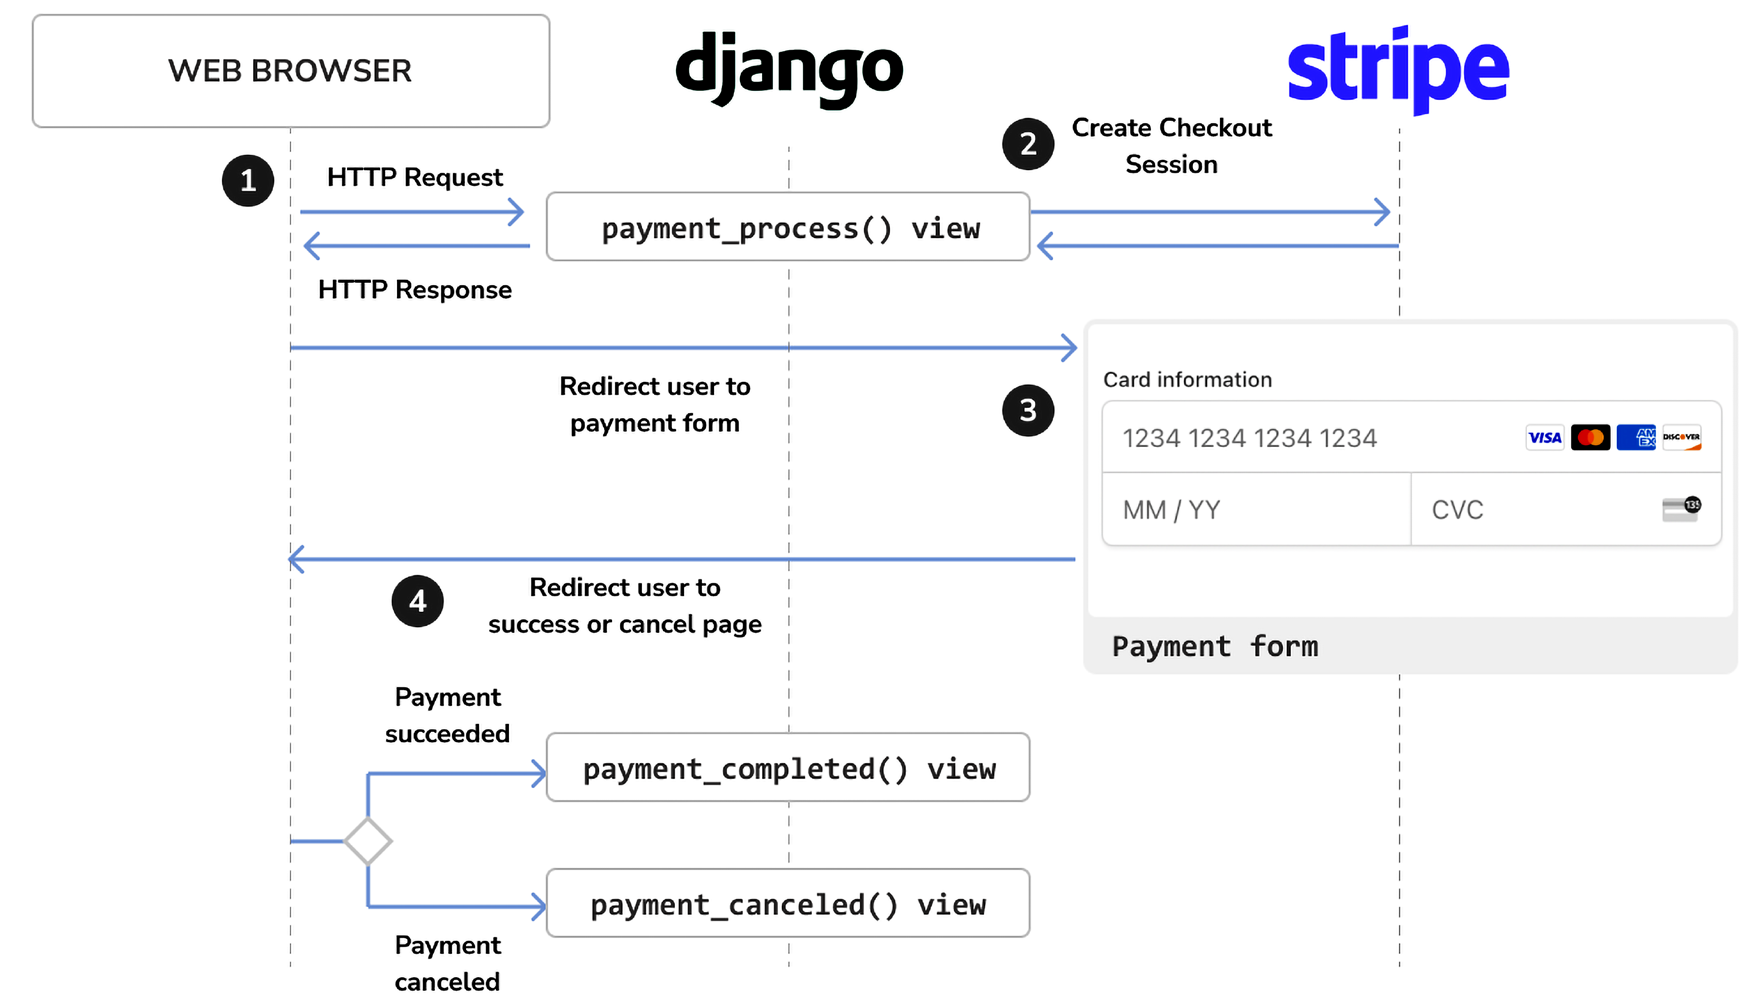 WEB BROWSER
django
stripe
1
HTTP Request
2
Create Checkout
Session
payment_process() view
HTTP Response
Redirect user to
payment form
3
Card information
1234 1234 1234 1234
VISA
AM
EX
DISCOVER
MM / YY
CVC
135
4
Redirect user to
success or cancel page
Payment form
Payment
succeeded
payment_completed() view
payment_canceled() view
Payment
canceled